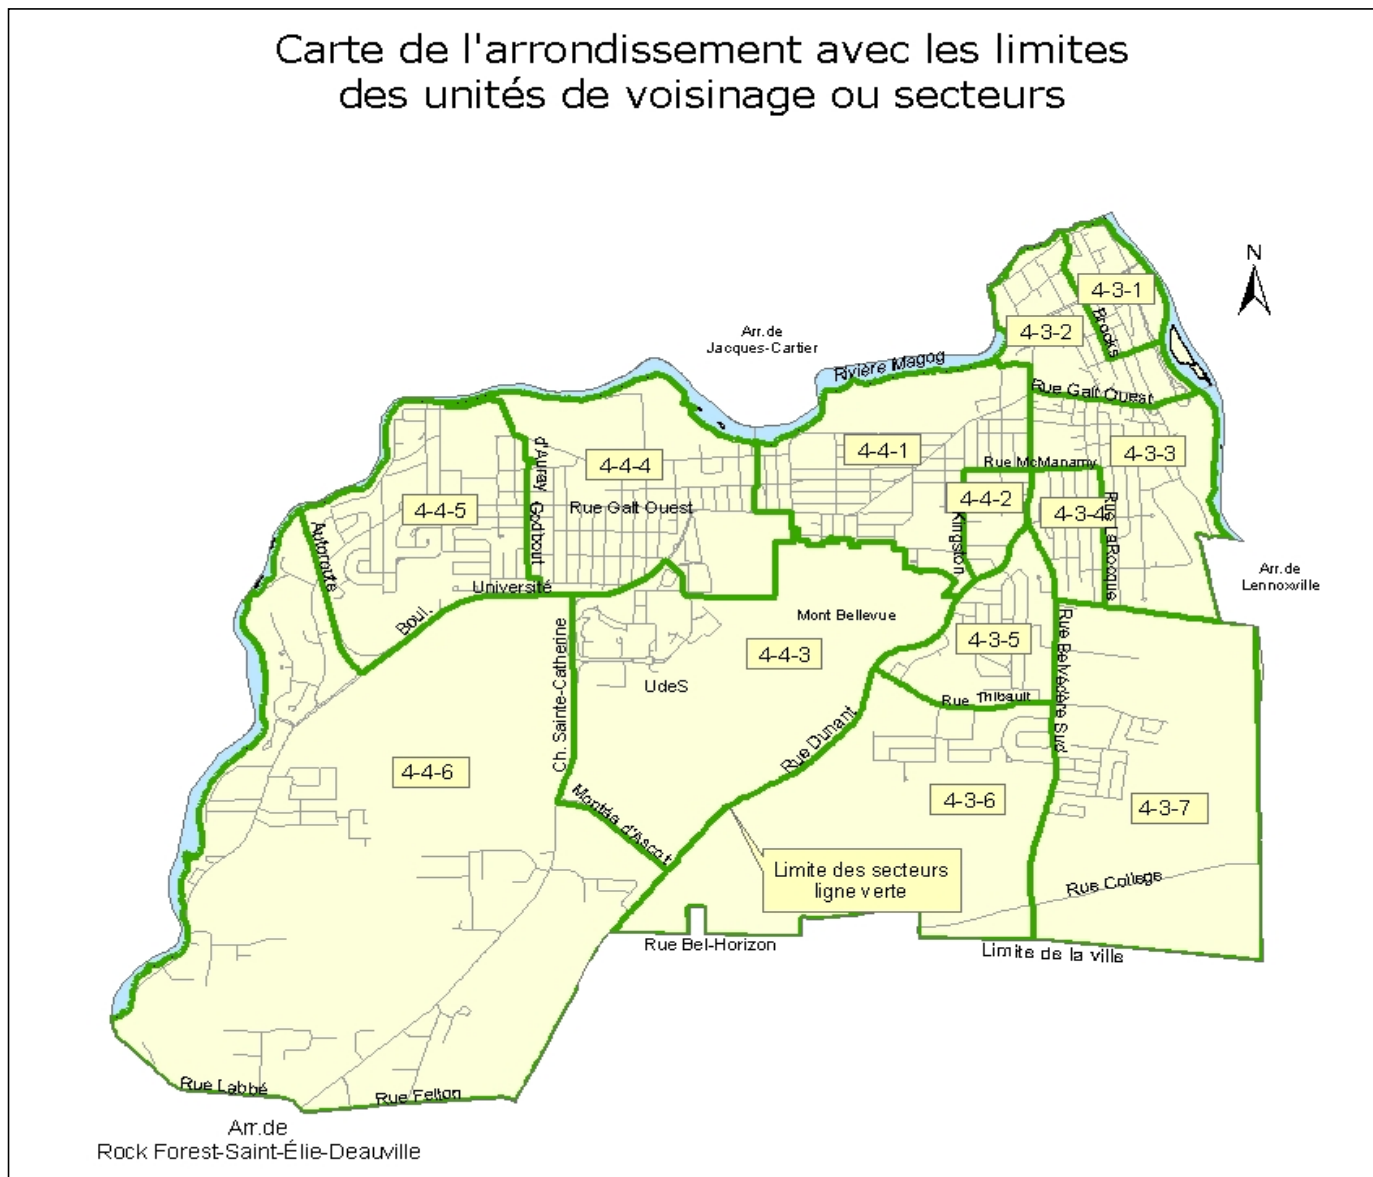 Carte de l'arrondissement avec les limites
des unités de voisinage ou secteurs
N
4-3-1
Brooks
4-3-2
Arr.de
Jacques-Cartier
Rivière Magog
Rue Galt Ouest
4-4-1
4-3-3
d'Auray
4-4-4
Rue McManamy
4-4-2
4-3-4
4-4-5
Rue Galt Ouest
Godbout
Kingston
Rue LaRocque
Autoroute
Arr.de
Lennoxville
Université
Boul.
Mont Bellevue
Ch. Sainte-Catherine
4-4-3
4-3-5
Rue Belvédère Sud
UdeS
Rue Thibault
Rue Dunant
4-4-6
4-3-6
4-3-7
Montée d'Ascot
Limite des secteurs
ligne verte
Rue College
Rue Bel-Horizon
Limite de la ville
Rue Labbé
Rue Felton
Arr.de
Rock Forest-Saint-Élie-Deauville